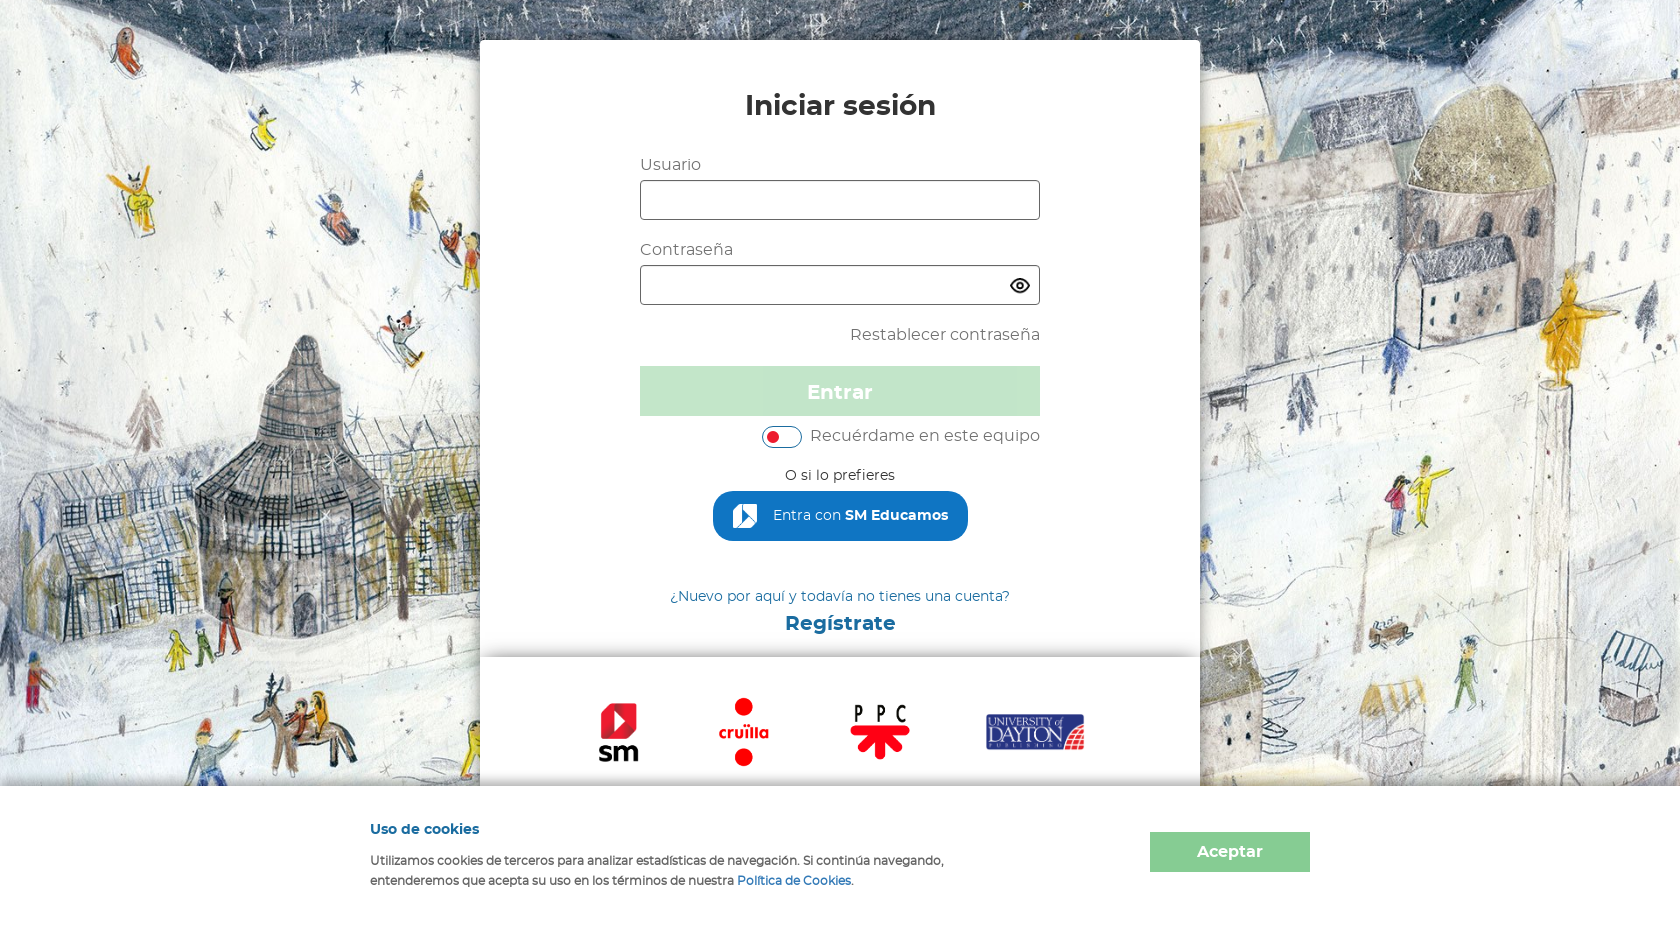 Iniciar sesión
Usuario
Contraseña
Restablecer contraseña
Entrar
Recuérdame en este equipo
O si lo prefieres
Entra con SM Educamos
¿Nuevo por aquí y todavía no tienes una cuenta?
Regístrate
sm
cruïlla
PPC
UNIVERSITY of
DAYTON
PUBLISHING
Uso de cookies
Utilizamos cookies de terceros para analizar estadísticas de navegación. Si continúa navegando,
entenderemos que acepta su uso en los términos de nuestra Política de Cookies.
Aceptar